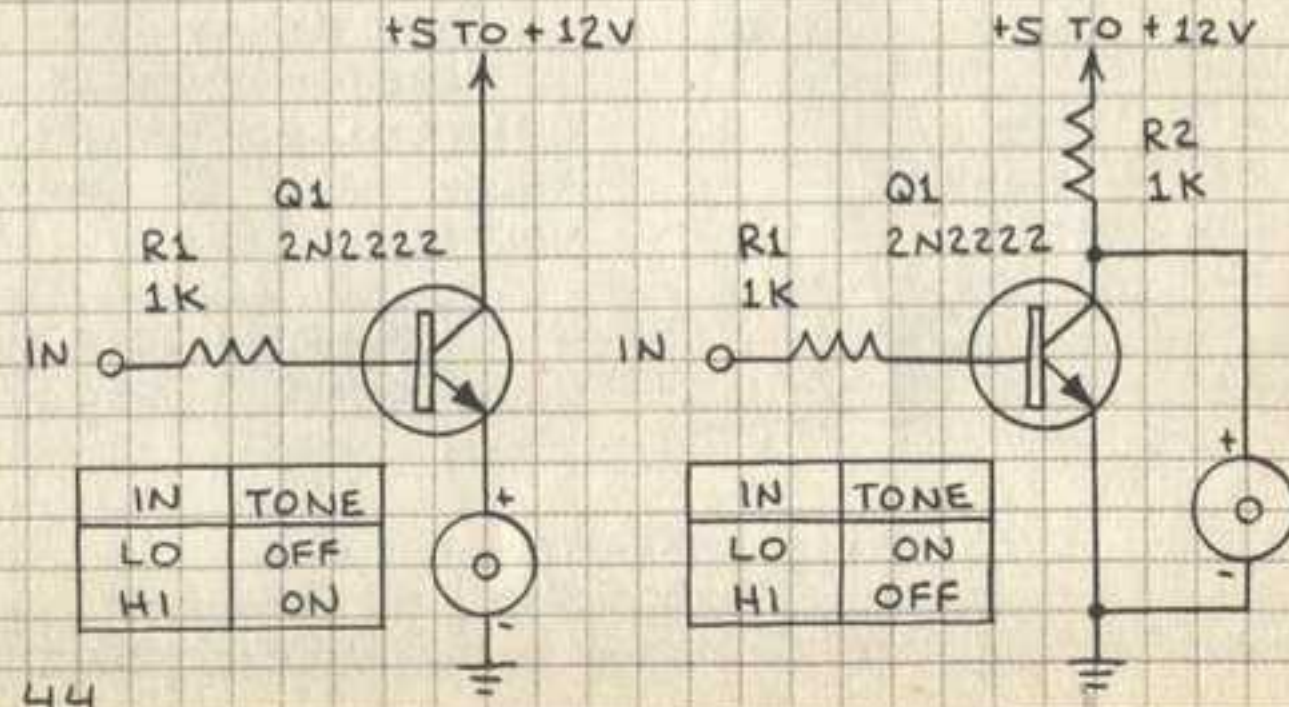 +5 TO +12V
Q1
2N2222
R1
1K
IN
IN TONE
LO OFF
HI ON
+
-
+5 TO +12V
R2
1K
Q1
2N2222
R1
1K
IN
IN TONE
LO ON
HI OFF
+
-
44